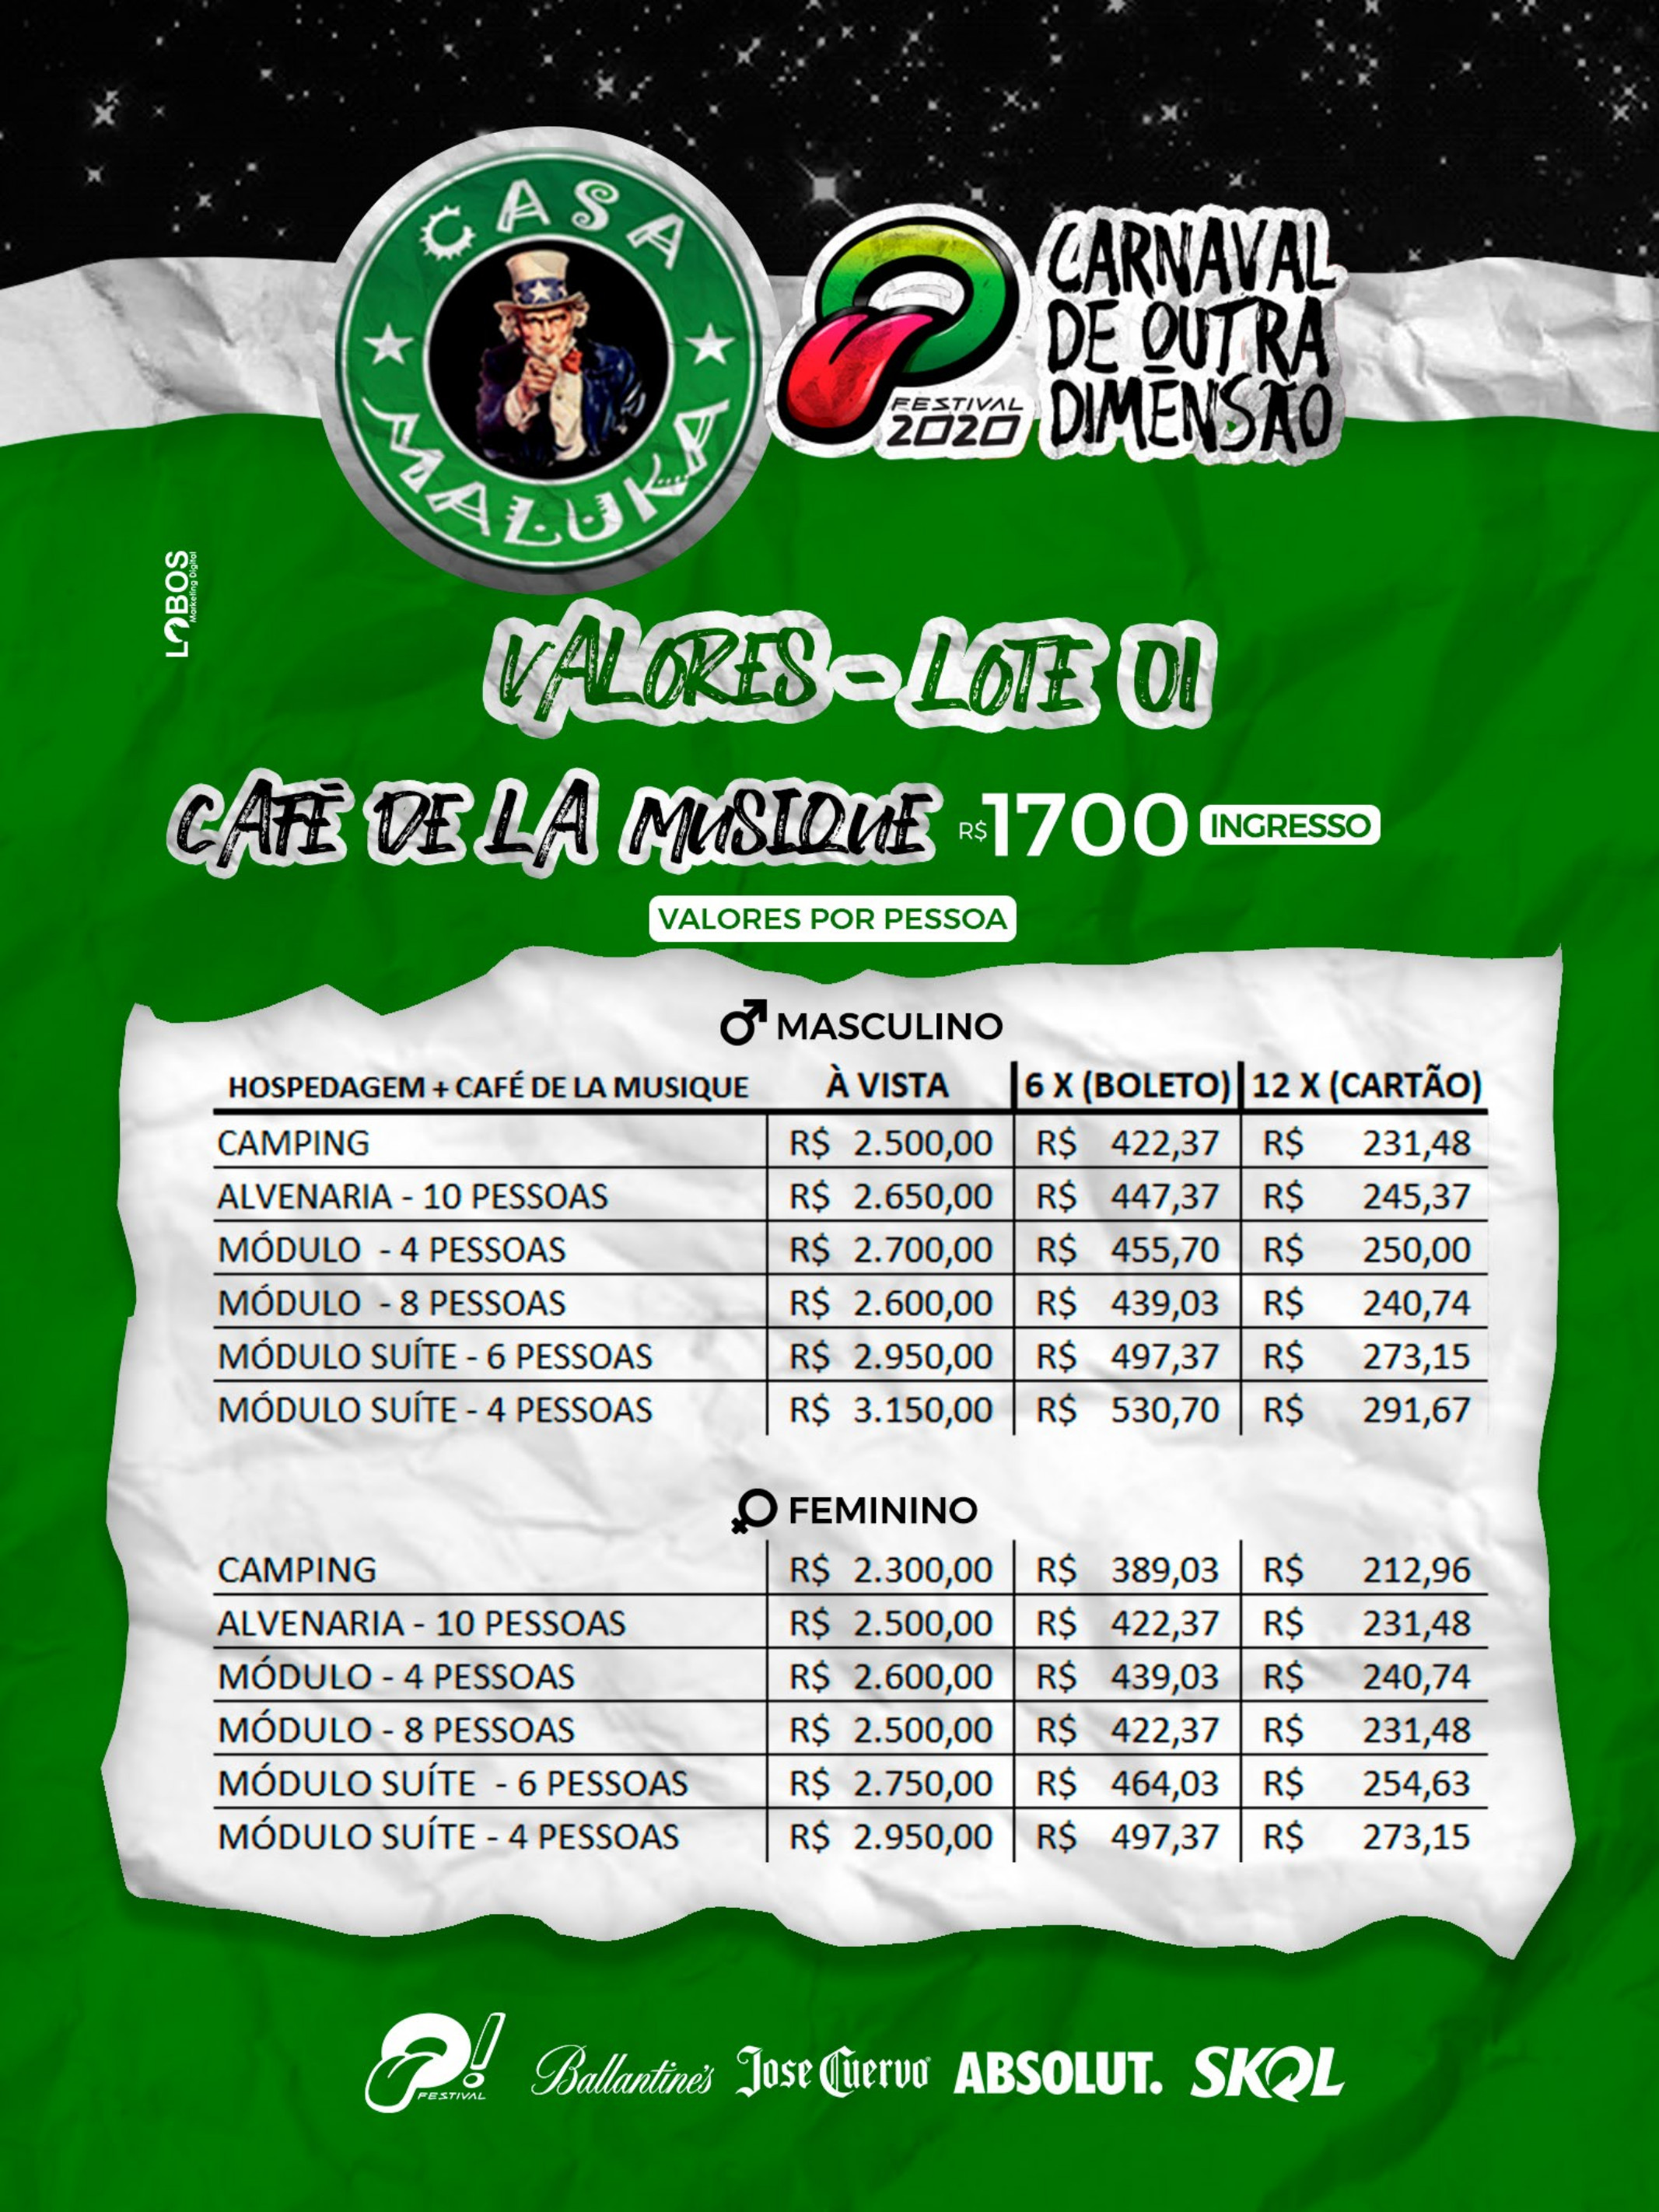 CASA
MALUKA
FESTIVAL
2020
CARNAVAL
DE OUTRA
DIMENSÃO
LOBOS
Marketing Digital
VALORES - LOTE 01
CAFÉ DE LA MUSIQUE R$1700 INGRESSO
VALORES POR PESSOA
MASCULINO
HOSPEDAGEM + CAFÉ DE LA MUSIQUE À VISTA 6 X (BOLETO) 12 X (CARTÃO)
CAMPING R$ 2.500,00 R$ 422,37 R$ 231,48
ALVENARIA - 10 PESSOAS R$ 2.650,00 R$ 447,37 R$ 245,37
MÓDULO - 4 PESSOAS R$ 2.700,00 R$ 455,70 R$ 250,00
MÓDULO - 8 PESSOAS R$ 2.600,00 R$ 439,03 R$ 240,74
MÓDULO SUÍTE - 6 PESSOAS R$ 2.950,00 R$ 497,37 R$ 273,15
MÓDULO SUÍTE - 4 PESSOAS R$ 3.150,00 R$ 530,70 R$ 291,67
FEMININO
CAMPING R$ 2.300,00 R$ 389,03 R$ 212,96
ALVENARIA - 10 PESSOAS R$ 2.500,00 R$ 422,37 R$ 231,48
MÓDULO - 4 PESSOAS R$ 2.600,00 R$ 439,03 R$ 240,74
MÓDULO - 8 PESSOAS R$ 2.500,00 R$ 422,37 R$ 231,48
MÓDULO SUÍTE - 6 PESSOAS R$ 2.750,00 R$ 464,03 R$ 254,63
MÓDULO SUÍTE - 4 PESSOAS R$ 2.950,00 R$ 497,37 R$ 273,15
P! FESTIVAL Ballantine's Jose Cuervo ABSOLUT. SKOL